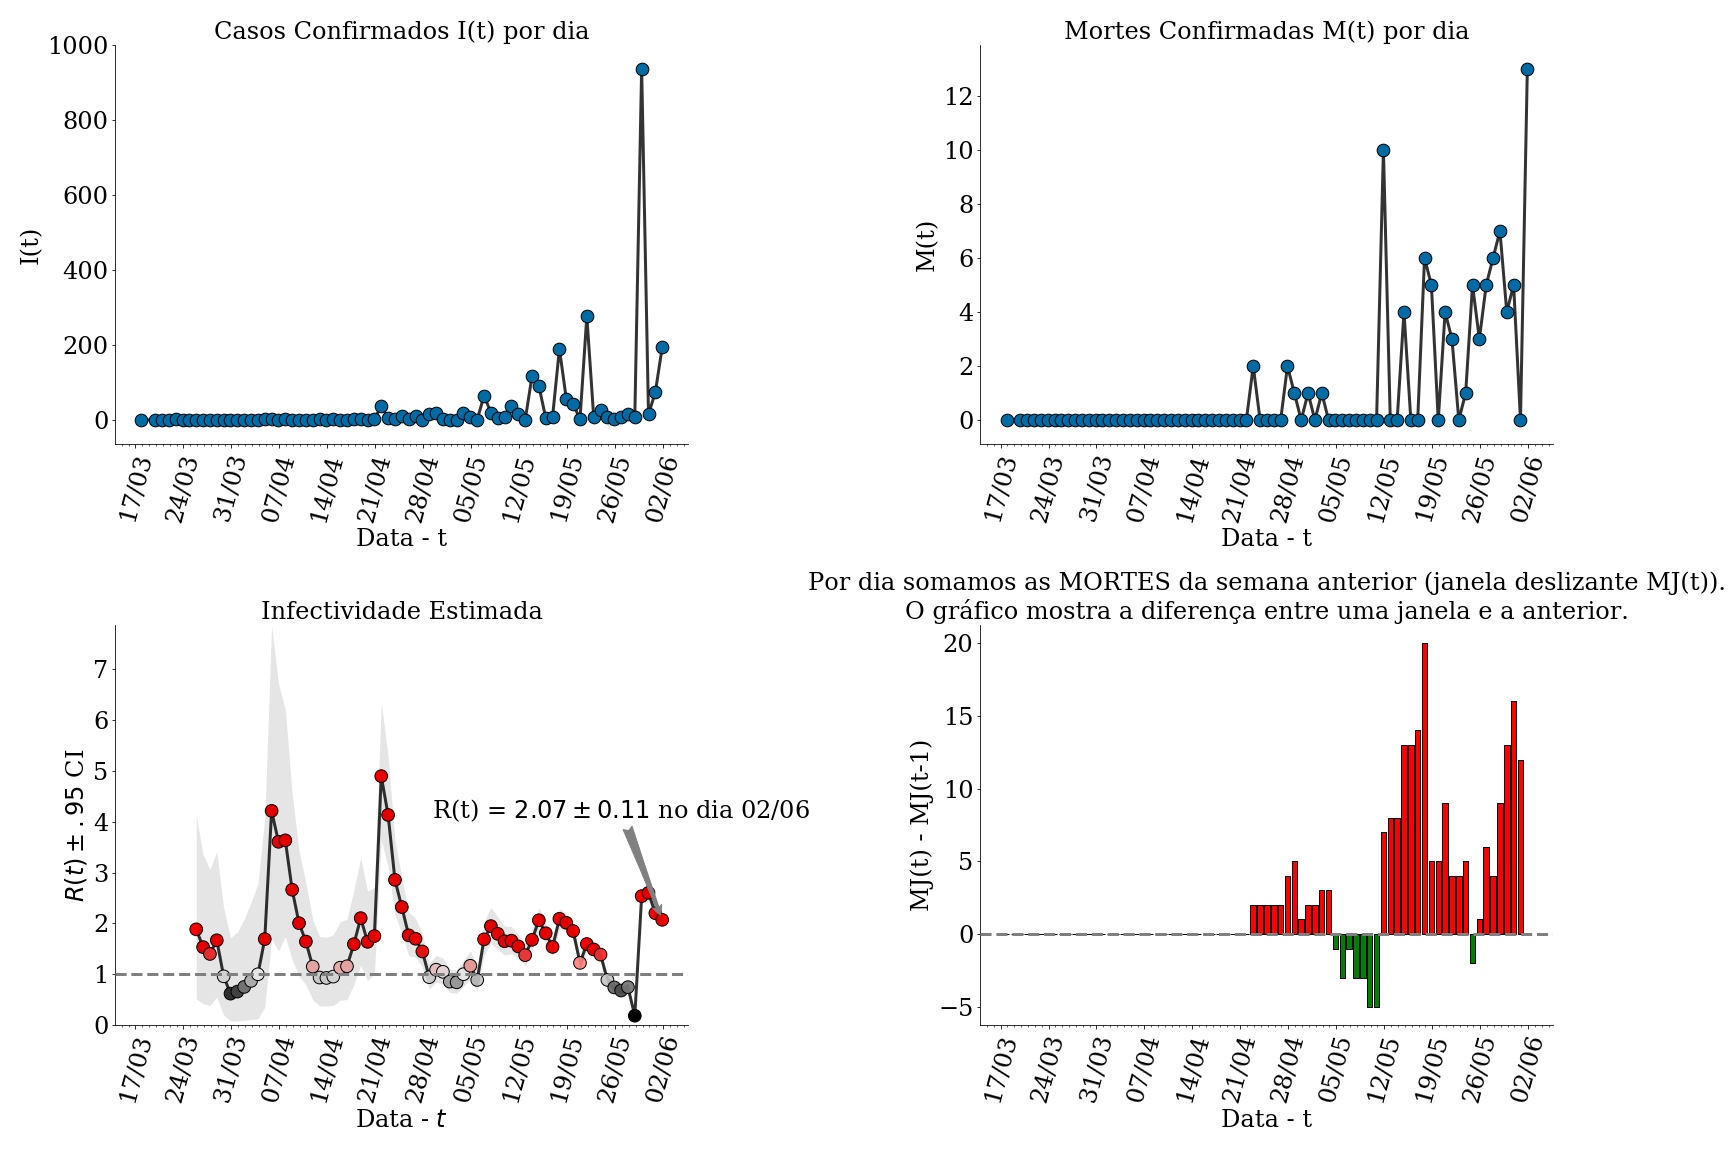 Casos Confirmados I(t) por dia
1000
800
600
400
200
0
I(t)
17/03 24/03 31/03 07/04 14/04 21/04 28/04 05/05 12/05 19/05 26/05 02/06
Data - t
Mortes Confirmadas M(t) por dia
12
10
8
6
4
2
0
M(t)
17/03 24/03 31/03 07/04 14/04 21/04 28/04 05/05 12/05 19/05 26/05 02/06
Data - t
Infectividade Estimada
7
6
5
4
3
2
1
0
R(t) ± .95 CI
R(t) = 2.07 ± 0.11 no dia 02/06
17/03 24/03 31/03 07/04 14/04 21/04 28/04 05/05 12/05 19/05 26/05 02/06
Data - t
Por dia somamos as MORTES da semana anterior (janela deslizante MJ(t)).
O gráfico mostra a diferença entre uma janela e a anterior.
20
15
10
5
0
−5
MJ(t) - MJ(t-1)
17/03 24/03 31/03 07/04 14/04 21/04 28/04 05/05 12/05 19/05 26/05 02/06
Data - t